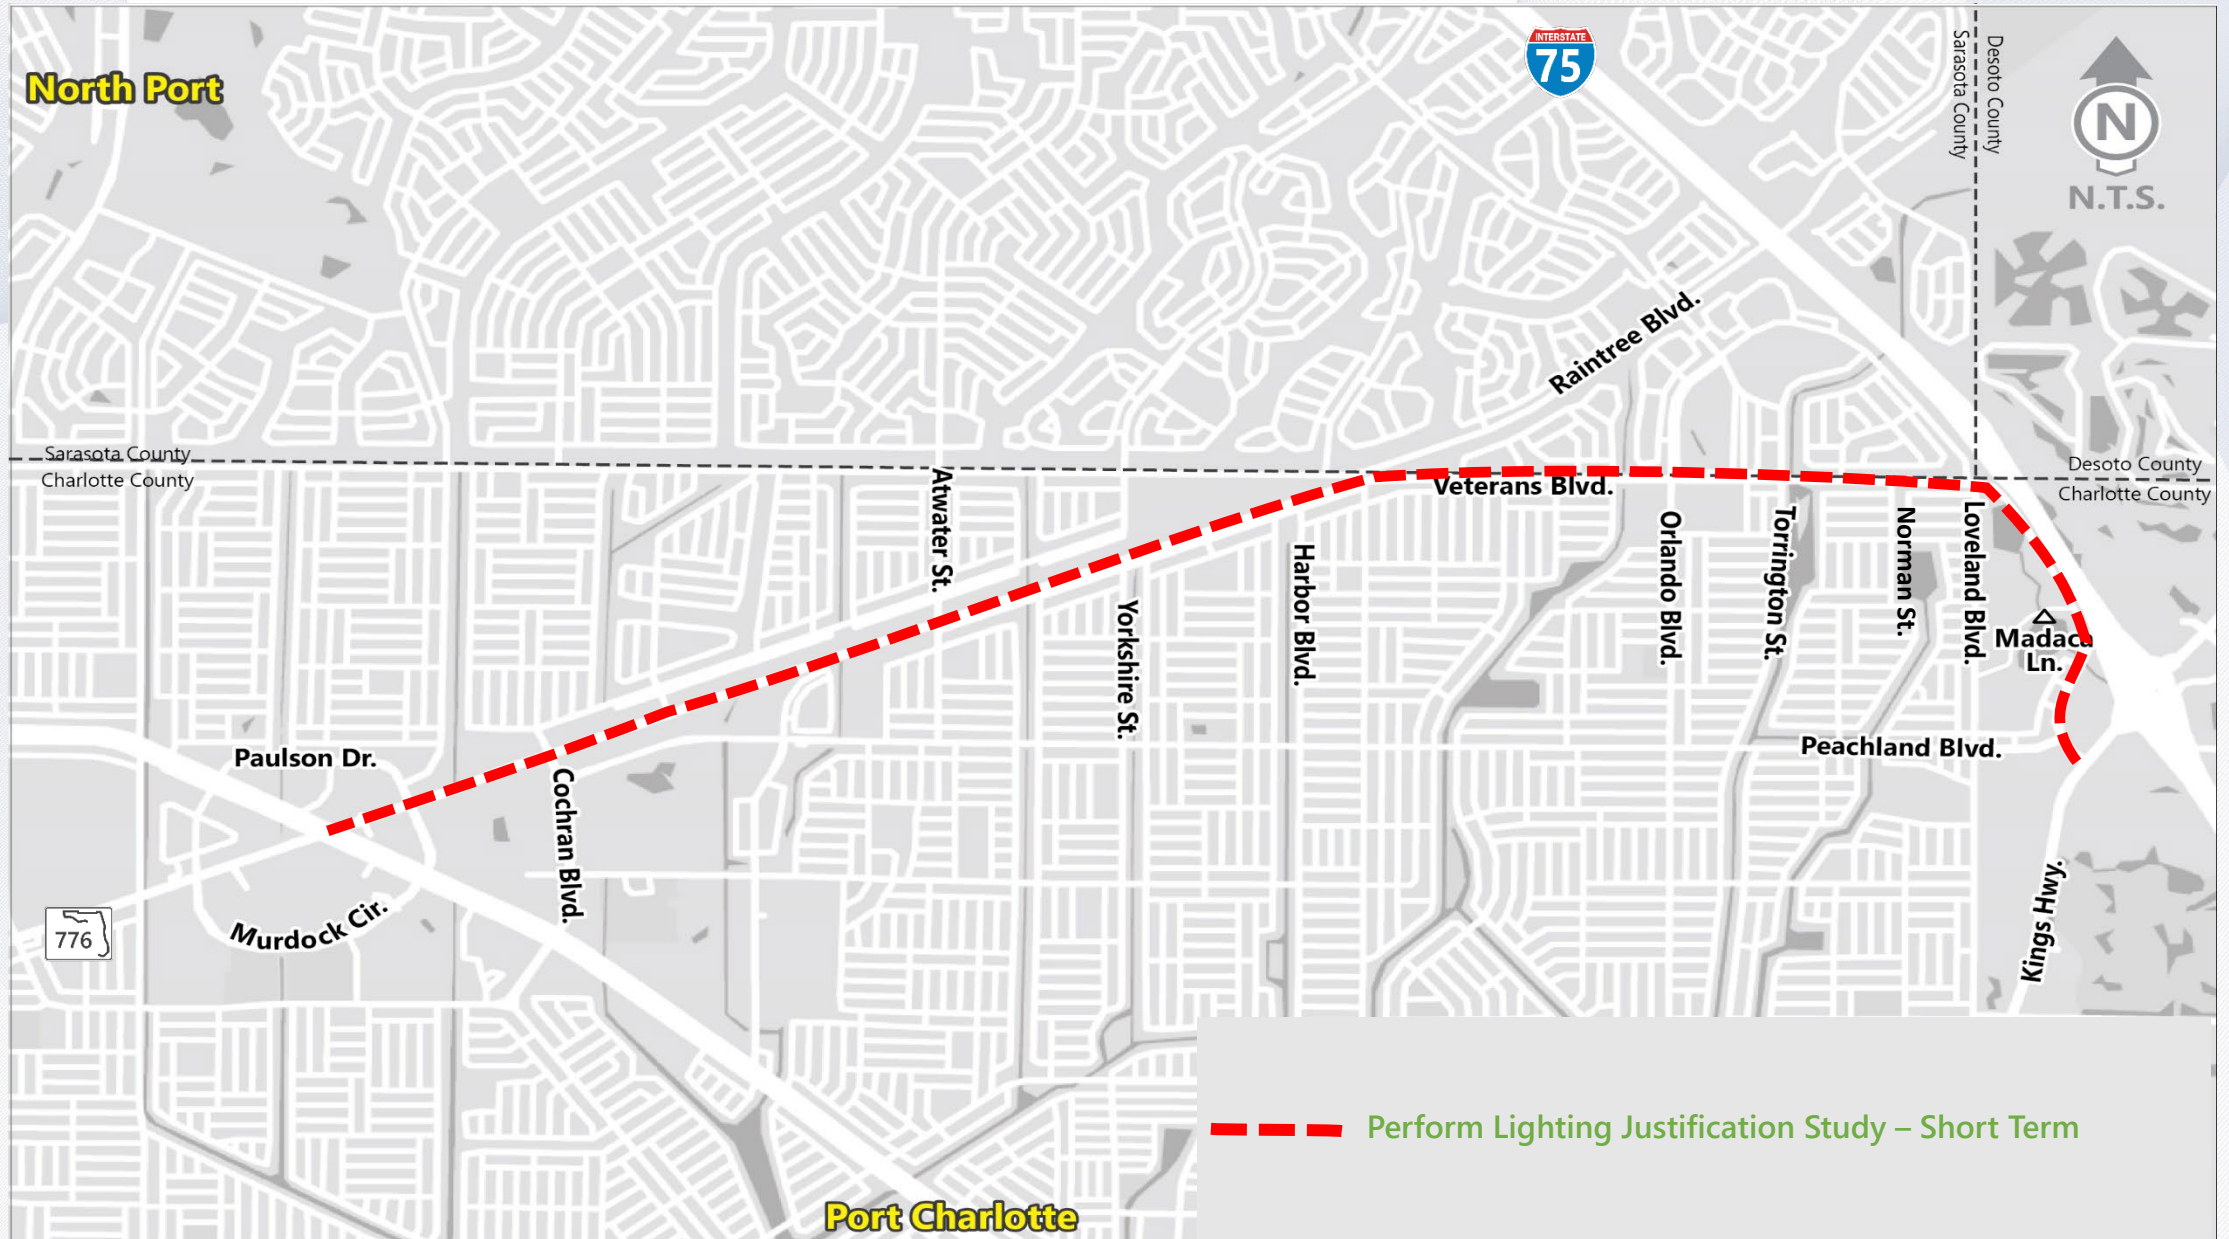 North Port
INTERSTATE
75
Sarasota County
Desoto County
N
N.T.S.
Raintree Blvd.
Sarasota County
Charlotte County
Desoto County
Charlotte County
Veterans Blvd.
Atwater St.
Yorkshire St.
Harbor Blvd.
Orlando Blvd.
Torrington St.
Norman St.
Loveland Blvd.
Madaca
Ln.
Paulson Dr.
Peachland Blvd.
Cochran Blvd.
Murdock Cir.
776
Kings Hwy.
Perform Lighting Justification Study – Short Term
Port Charlotte